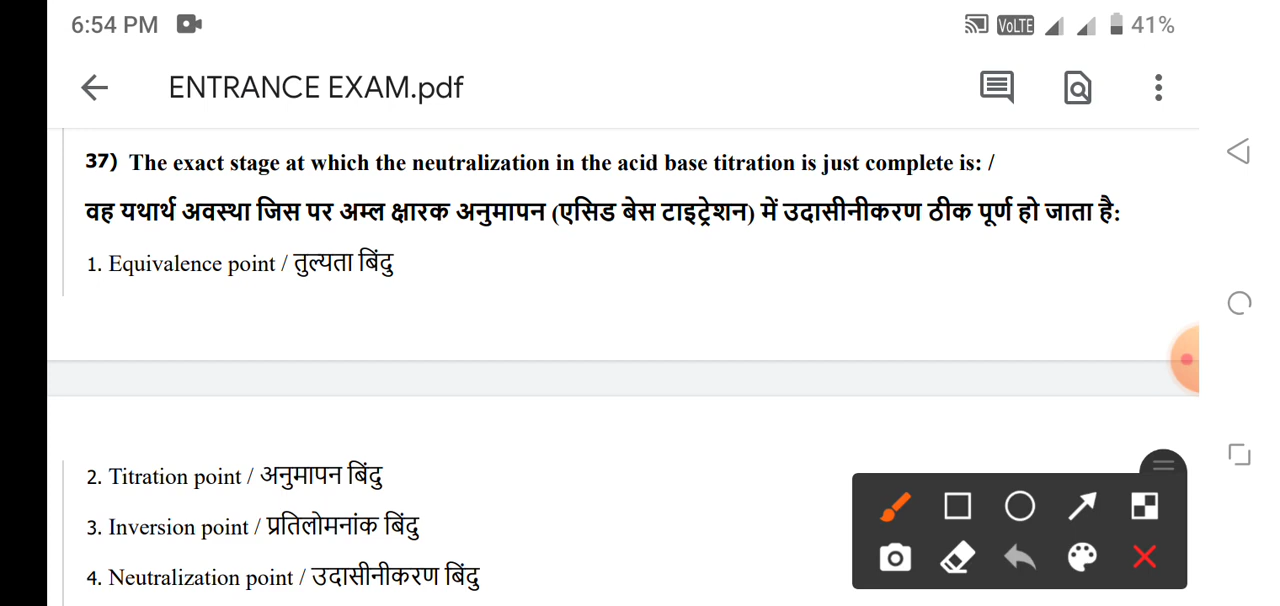 6:54 PM VoLTE 41%
ENTRANCE EXAM.pdf
37) The exact stage at which the neutralization in the acid base titration is just complete is: /
वह यथार्थ अवस्था जिस पर अम्ल क्षारक अनुमापन (एसिड बेस टाइट्रेशन) में उदासीनीकरण ठीक पूर्ण हो जाता है:
1. Equivalence point / तुल्यता बिंदु
2. Titration point / अनुमापन बिंदु
3. Inversion point / प्रतिलोमनांक बिंदु
4. Neutralization point / उदासीनीकरण बिंदु